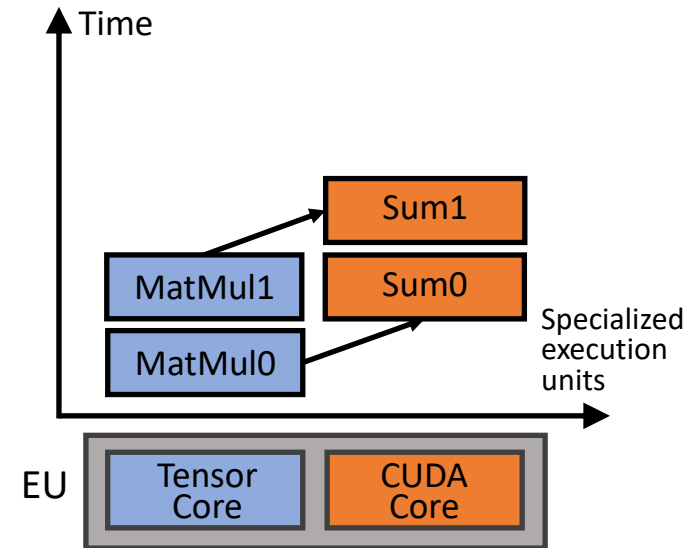 Time
Sum1
MatMul1
Sum0
MatMul0
Specialized
execution
units
EU
Tensor
Core
CUDA
Core